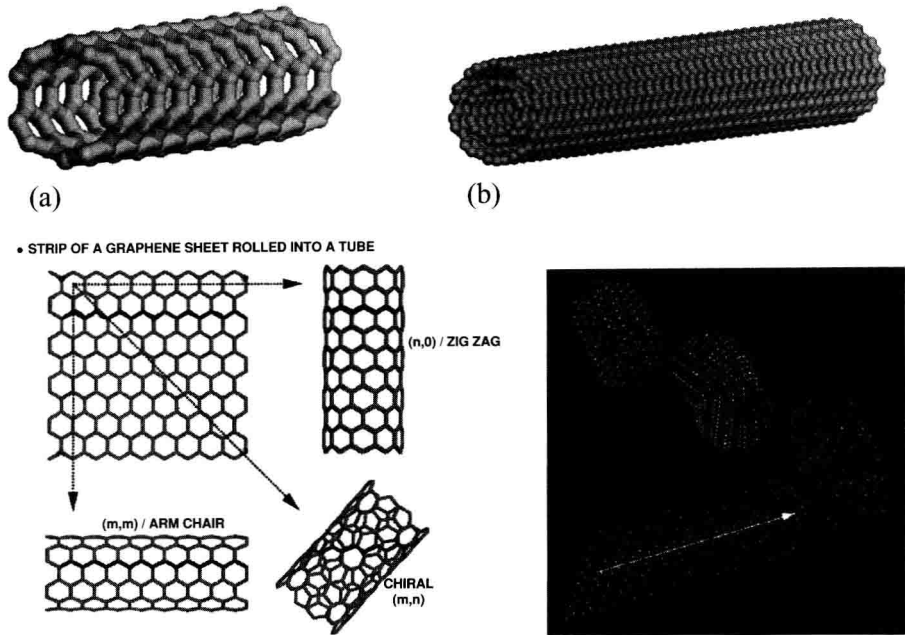 (a)
(b)
• STRIP OF A GRAPHENE SHEET ROLLED INTO A TUBE
(n,0) / ZIG ZAG
(m,m) / ARM CHAIR
CHIRAL
(m,n)